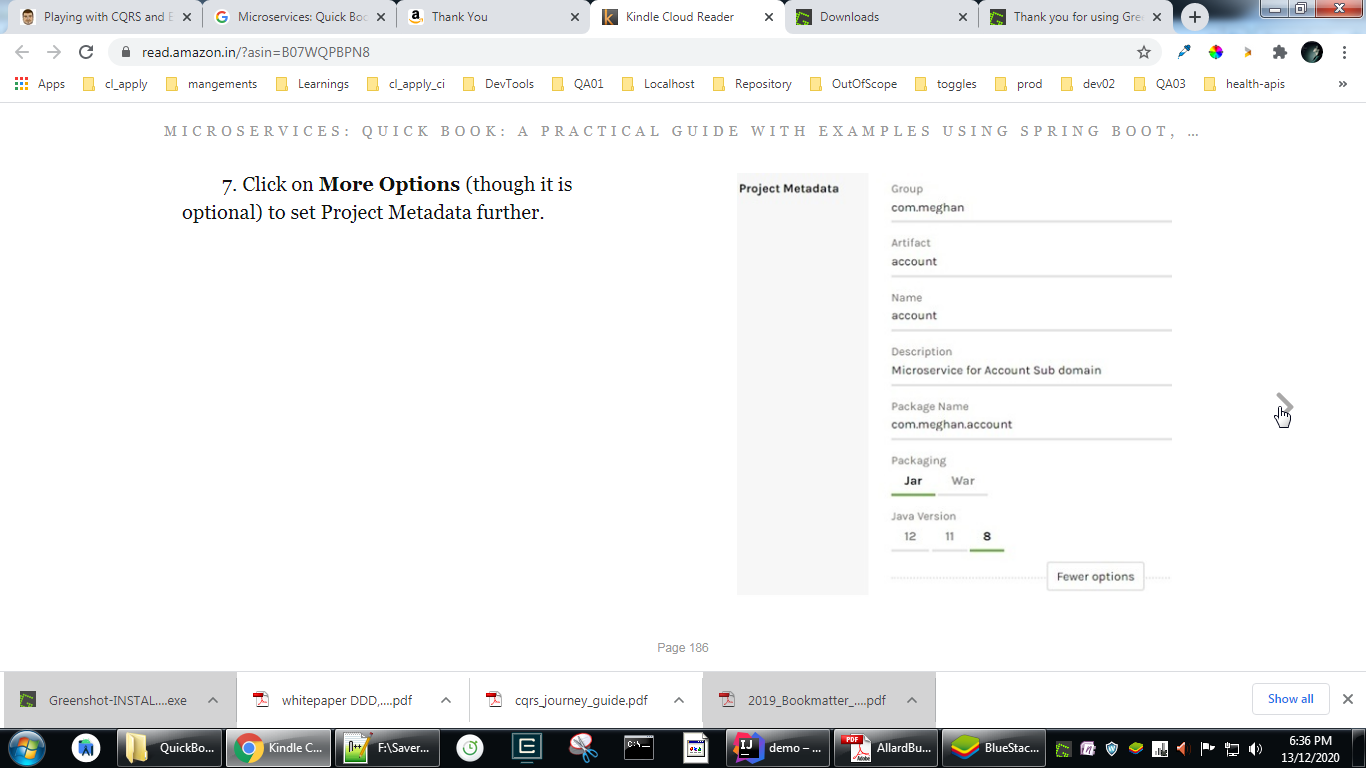 Playing with CQRS and E
Microservices: Quick Boo
Thank You
Kindle Cloud Reader
Downloads
Thank you for using Gre
read.amazon.in/?asin=B07WQPBPN8
Apps
cl_apply
mangements
Learnings
cl_apply_ci
DevTools
QA01
Localhost
Repository
OutOfScope
toggles
prod
dev02
QA03
health-apis
»
MICROSERVICES: QUICK BOOK: A PRACTICAL GUIDE WITH EXAMPLES USING SPRING BOOT, ...
7. Click on More Options (though it is
optional) to set Project Metadata further.
Project Metadata
Group
com.meghan
Artifact
account
Name
account
Description
Microservice for Account Sub domain
Package Name
com.meghan.account
Packaging
Jar War
Java Version
12 11 8
Fewer options
Page 186
Greenshot-INSTAL....exe
whitepaper DDD,....pdf
cqrs_journey_guide.pdf
2019_Bookmatter_....pdf
Show all
QuickBo...
Kindle C...
F:\Saver...
demo – ...
AllardBu...
BlueStac...
6:36 PM
13/12/2020